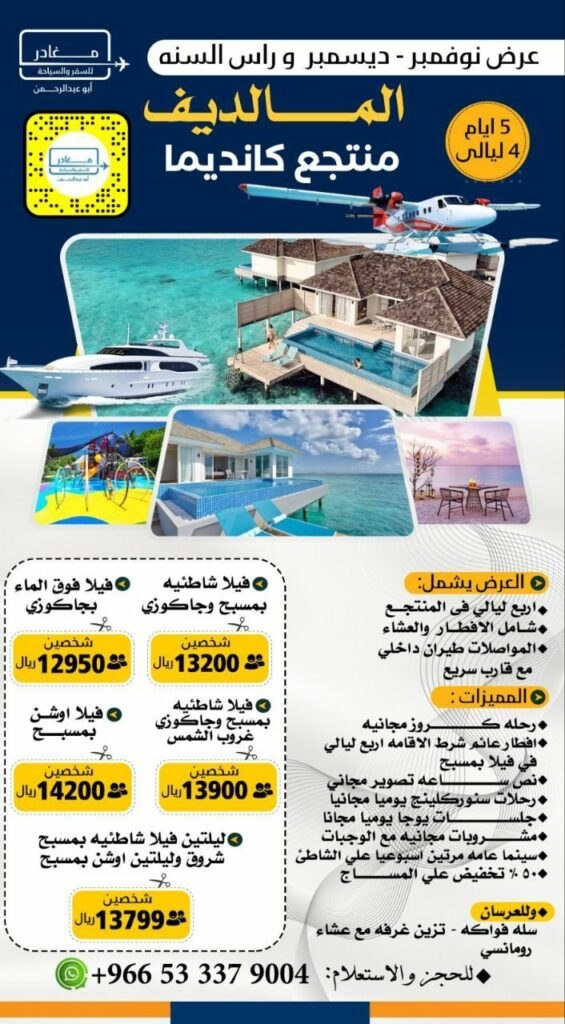 مغادر
للسفر والسياحة
أبو عبدالرحمن
عرض نوفمبر - ديسمبر و راس السنه
المالديف
منتجع كانديما
5 ايام
4 ليالى
مغادر
للسفر والسياحة
أبو عبدالرحمن
العرض يشمل:
اربع ليالي فى المنتجع
شامل الافطار والعشاء
المواصلات طيران داخلي
مع قارب سريع
المميزات :
رحله كروز مجانيه
افطار عائم شرط الاقامه اربع ليالي
في فيلا بمسبح
نص ساعه تصوير مجاني
رحلات سنوركلينج يوميا مجانيا
جلسات يوجا يوميا مجانا
مشروبات مجانيه مع الوجبات
سينما عامه مرتين اسبوعيا علي الشاطئ
٥٠ % تخفيض علي المساج
وللعرسان
سله فواكه - تزين غرفه مع عشاء
رومانسي
فيلا شاطئيه
بمسبح وجاكوزي
شخصين
13200 ريال
فيلا فوق الماء
بجاكوزي
شخصين
12950 ريال
فيلا شاطئيه
بمسبح وجاكوزي
غروب الشمس
شخصين
13900 ريال
فيلا اوشن
بمسبح
شخصين
14200 ريال
ليلتين فيلا شاطئيه بمسبح
شروق وليلتين اوشن بمسبح
شخصين
13799 ريال
للحجز والاستعلام: +966 53 337 9004